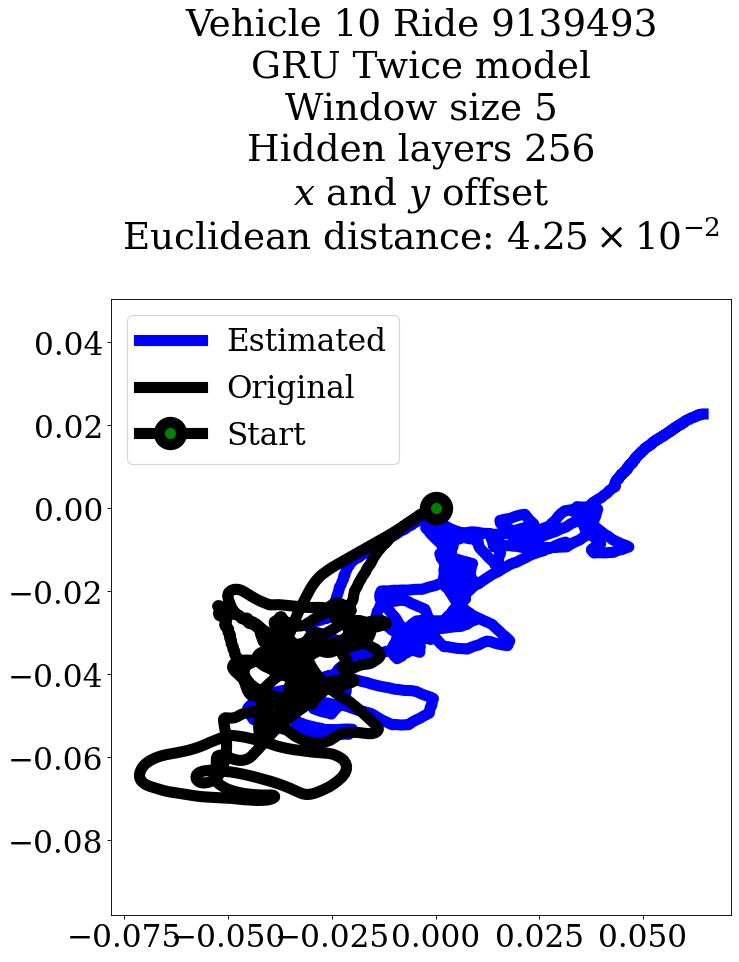 Vehicle 10 Ride 9139493
GRU Twice model
Window size 5
Hidden layers 256
x and y offset
Euclidean distance: 4.25 × 10⁻²
Estimated
Original
Start
0.04
0.02
0.00
−0.02
−0.04
−0.06
−0.08
−0.075 −0.050 −0.025 0.000 0.025 0.050